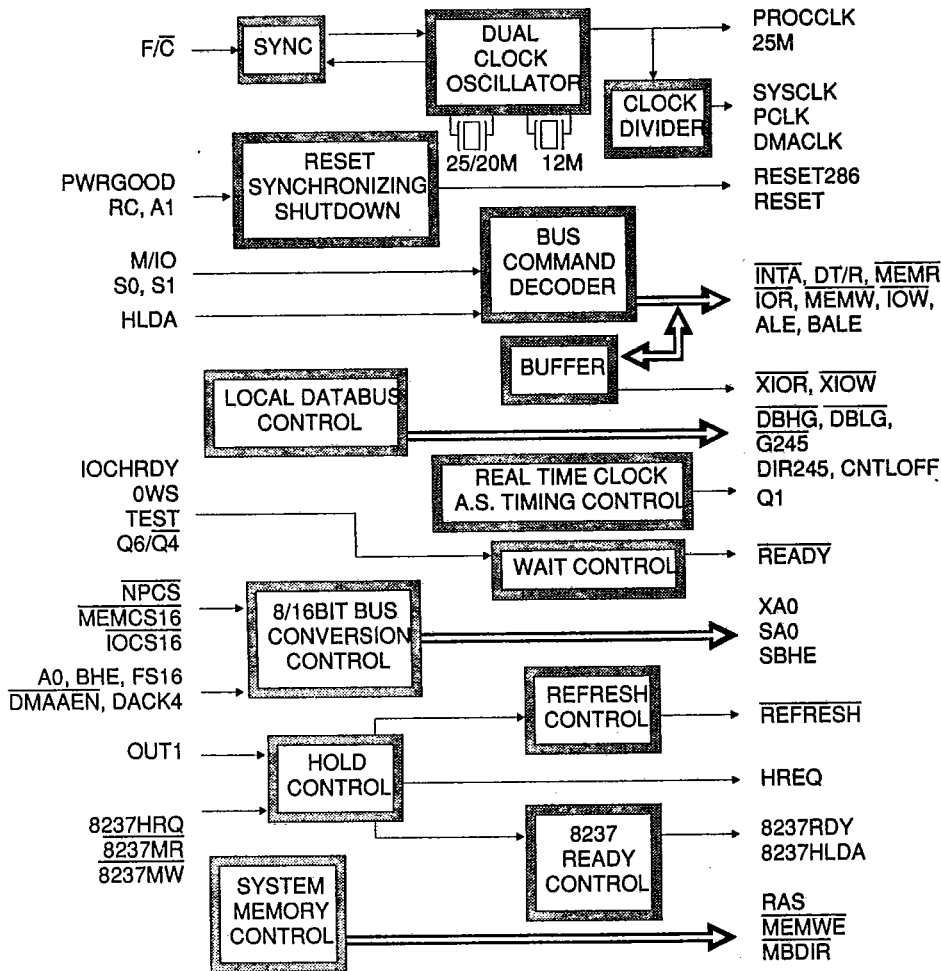 F/C̅
SYNC
DUAL
CLOCK
OSCILLATOR
25/20M
12M
PROCCLK
25M
CLOCK
DIVIDER
SYSCLK
PCLK
DMACLK
PWRGOOD
RC, A1
RESET
SYNCHRONIZING
SHUTDOWN
RESET286
RESET
M/IO
S0, S1
HLDA
BUS
COMMAND
DECODER
INTA, DT/R, MEMR
IOR, MEMW, IOW,
ALE, BALE
BUFFER
XIOR, XIOW
LOCAL DATABUS
CONTROL
DBHG, DBLG,
G245
DIR245, CNTLOFF
REAL TIME CLOCK
A.S. TIMING CONTROL
Q1
IOCHRDY
0WS
TEST
Q6/Q4
WAIT CONTROL
READY
NPCS
MEMCS16
IOCS16
A0, BHE, FS16
DMAAEN, DACK4
8/16BIT BUS
CONVERSION
CONTROL
XA0
SA0
SBHE
REFRESH
CONTROL
REFRESH
OUT1
8237HRQ
8237MR
8237MW
HOLD
CONTROL
HREQ
8237
READY
CONTROL
8237RDY
8237HLDA
SYSTEM
MEMORY
CONTROL
RAS
MEMWE
MBDIR